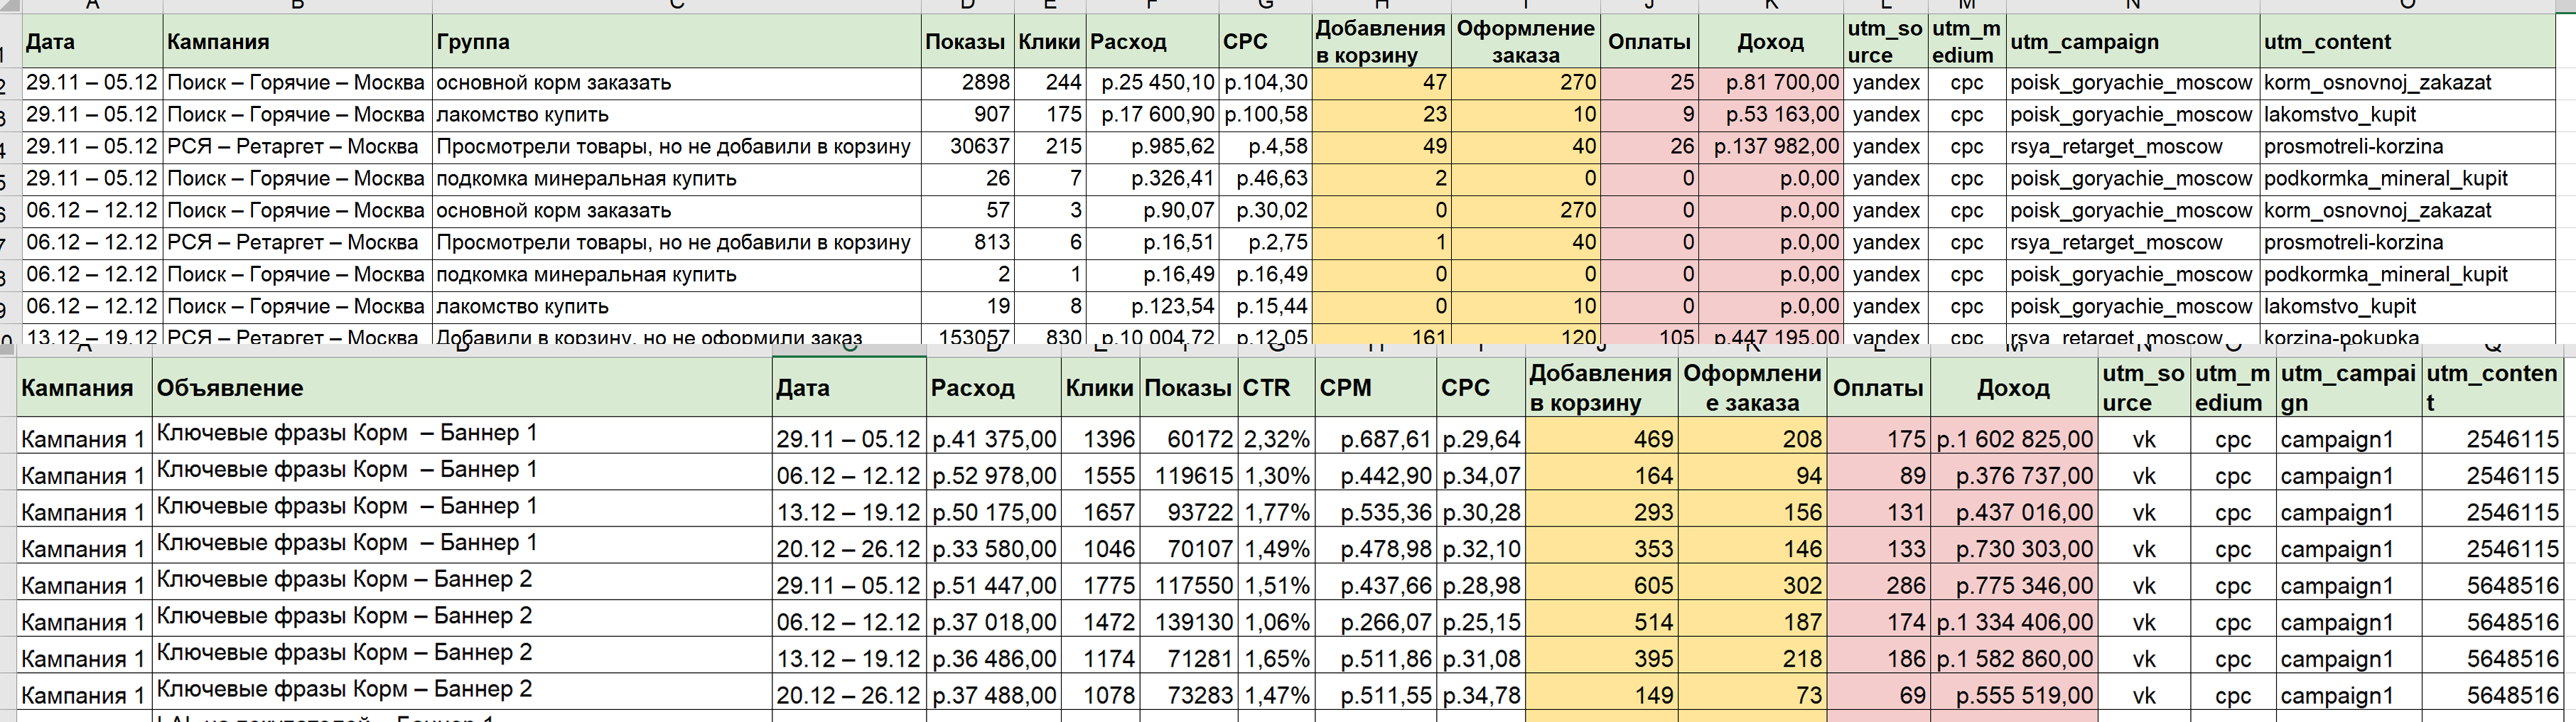 Дата Кампания Группа Показы Клики Расход CPC Добавления в корзину Оформление заказа Оплаты Доход utm_source utm_medium utm_campaign utm_content
29.11 – 05.12 Поиск – Горячие – Москва основной корм заказать 2898 244 р.25 450,10 р.104,30 47 270 25 р.81 700,00 yandex cpc poisk_goryachie_moscow korm_osnovnoj_zakazat
29.11 – 05.12 Поиск – Горячие – Москва лакомство купить 907 175 р.17 600,90 р.100,58 23 10 9 р.53 163,00 yandex cpc poisk_goryachie_moscow lakomstvo_kupit
29.11 – 05.12 РСЯ – Ретаргет – Москва Просмотрели товары, но не добавили в корзину 30637 215 р.985,62 р.4,58 49 40 26 р.137 982,00 yandex cpc rsya_retarget_moscow prosmotreli-korzina
29.11 – 05.12 Поиск – Горячие – Москва подкомка минеральная купить 26 7 р.326,41 р.46,63 2 0 0 р.0,00 yandex cpc poisk_goryachie_moscow podkormka_mineral_kupit
06.12 – 12.12 Поиск – Горячие – Москва основной корм заказать 57 3 р.90,07 р.30,02 0 270 0 р.0,00 yandex cpc poisk_goryachie_moscow korm_osnovnoj_zakazat
06.12 – 12.12 РСЯ – Ретаргет – Москва Просмотрели товары, но не добавили в корзину 813 6 р.16,51 р.2,75 1 40 0 р.0,00 yandex cpc rsya_retarget_moscow prosmotreli-korzina
06.12 – 12.12 Поиск – Горячие – Москва подкомка минеральная купить 2 1 р.16,49 р.16,49 0 0 0 р.0,00 yandex cpc poisk_goryachie_moscow podkormka_mineral_kupit
06.12 – 12.12 Поиск – Горячие – Москва лакомство купить 19 8 р.123,54 р.15,44 0 10 0 р.0,00 yandex cpc poisk_goryachie_moscow lakomstvo_kupit
13.12 – 19.12 РСЯ – Ретаргет – Москва Добавили в корзину, но не оформили заказ 153057 830 р.10 004,72 р.12,05 161 120 105 р.447 195,00 yandex cpc rsya_retarget_moscow korzina-pokupka
Кампания Объявление Дата Расход Клики Показы CTR CPM CPC Добавления в корзину Оформление заказа Оплаты Доход utm_source utm_medium utm_campaign utm_content
Кампания 1 Ключевые фразы Корм – Баннер 1 29.11 – 05.12 р.41 375,00 1396 60172 2,32% р.687,61 р.29,64 469 208 175 р.1 602 825,00 vk cpc campaign1 2546115
Кампания 1 Ключевые фразы Корм – Баннер 1 06.12 – 12.12 р.52 978,00 1555 119615 1,30% р.442,90 р.34,07 164 94 89 р.376 737,00 vk cpc campaign1 2546115
Кампания 1 Ключевые фразы Корм – Баннер 1 13.12 – 19.12 р.50 175,00 1657 93722 1,77% р.535,36 р.30,28 293 156 131 р.437 016,00 vk cpc campaign1 2546115
Кампания 1 Ключевые фразы Корм – Баннер 1 20.12 – 26.12 р.33 580,00 1046 70107 1,49% р.478,98 р.32,10 353 146 133 р.730 303,00 vk cpc campaign1 2546115
Кампания 1 Ключевые фразы Корм – Баннер 2 29.11 – 05.12 р.51 447,00 1775 117550 1,51% р.437,66 р.28,98 605 302 286 р.775 346,00 vk cpc campaign1 5648516
Кампания 1 Ключевые фразы Корм – Баннер 2 06.12 – 12.12 р.37 018,00 1472 139130 1,06% р.266,07 р.25,15 514 187 174 р.1 334 406,00 vk cpc campaign1 5648516
Кампания 1 Ключевые фразы Корм – Баннер 2 13.12 – 19.12 р.36 486,00 1174 71281 1,65% р.511,86 р.31,08 395 218 186 р.1 582 860,00 vk cpc campaign1 5648516
Кампания 1 Ключевые фразы Корм – Баннер 2 20.12 – 26.12 р.37 488,00 1078 73283 1,47% р.511,55 р.34,78 149 73 69 р.555 519,00 vk cpc campaign1 5648516